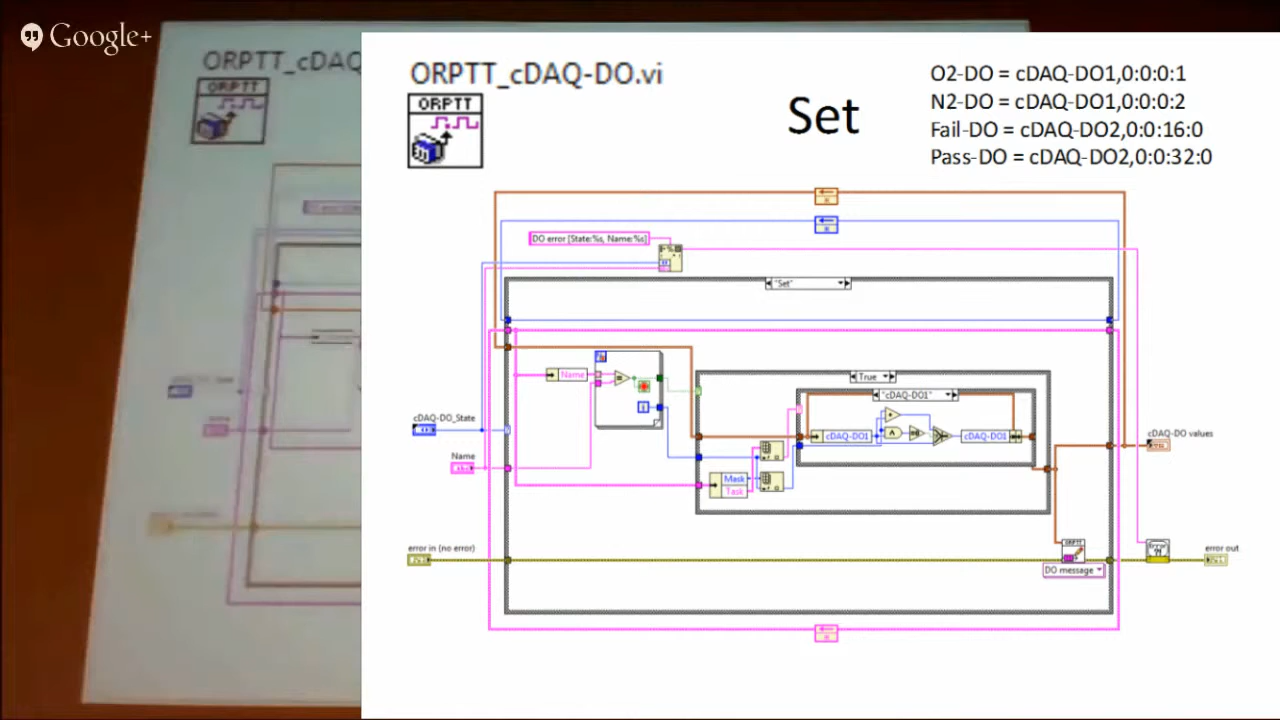 Google+
ORPTT_cDAQ
ORPTT
ORPTT_cDAQ-DO.vi
ORPTT
Set
O2-DO = cDAQ-DO1,0:0:0:1
N2-DO = cDAQ-DO1,0:0:0:2
Fail-DO = cDAQ-DO2,0:0:16:0
Pass-DO = cDAQ-DO2,0:0:32:0
DO error [State:%s, Name:%s]
"Set"
Name
True
"cDAQ-DO1"
cDAQ-DO_State
cDAQ-DO1
cDAQ-DO1
cDAQ-DO values
Name
Mask
Task
error in (no error)
ORPTT
DO message
error out